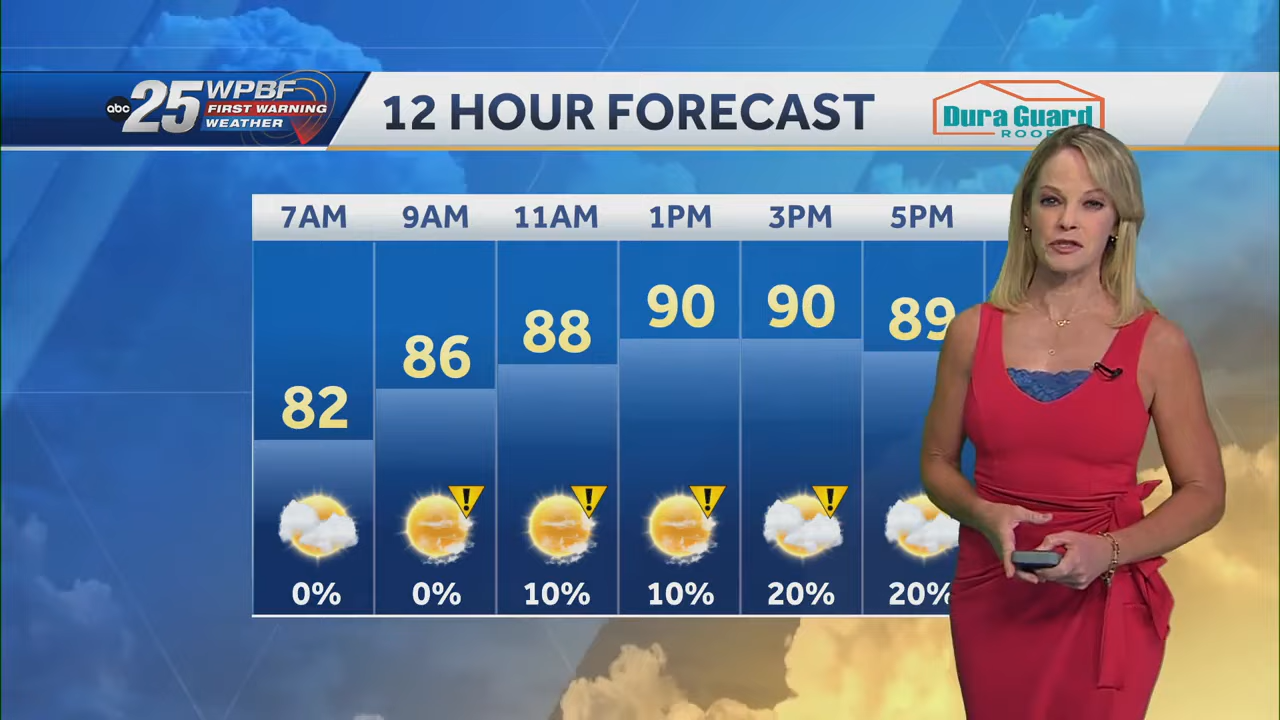 abc 25 WPBF
FIRST WARNING
WEATHER
12 HOUR FORECAST
Dura Guard
7AM 9AM 11AM 1PM 3PM 5PM
82 86 88 90 90 89
! ! ! !
0% 0% 10% 10% 20% 20%